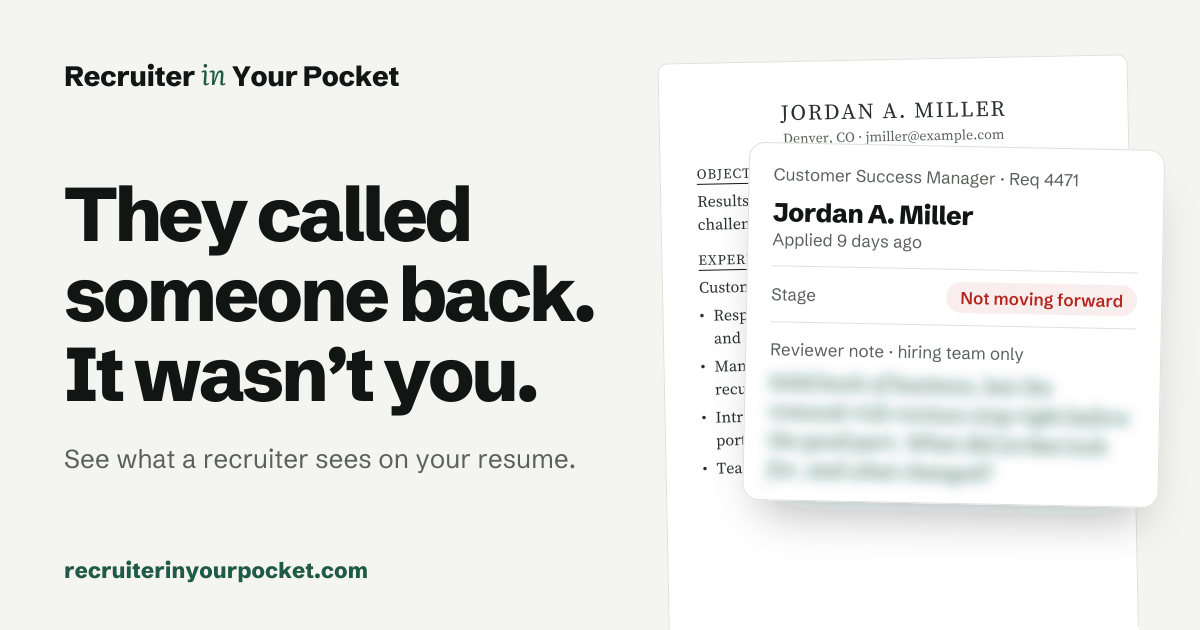 Recruiter in Your Pocket
They called
someone back.
It wasn’t you.
See what a recruiter sees on your resume.
recruiterinyourpocket.com
JORDAN A. MILLER
Denver, CO · jmiller@example.com
OBJECT
Results
challen
EXPER
Custon
• Resp
and
• Man
recu
• Intr
port
• Tea
Customer Success Manager · Req 4471
Jordan A. Miller
Applied 9 days ago
Stage
Not moving forward
Reviewer note · hiring team only